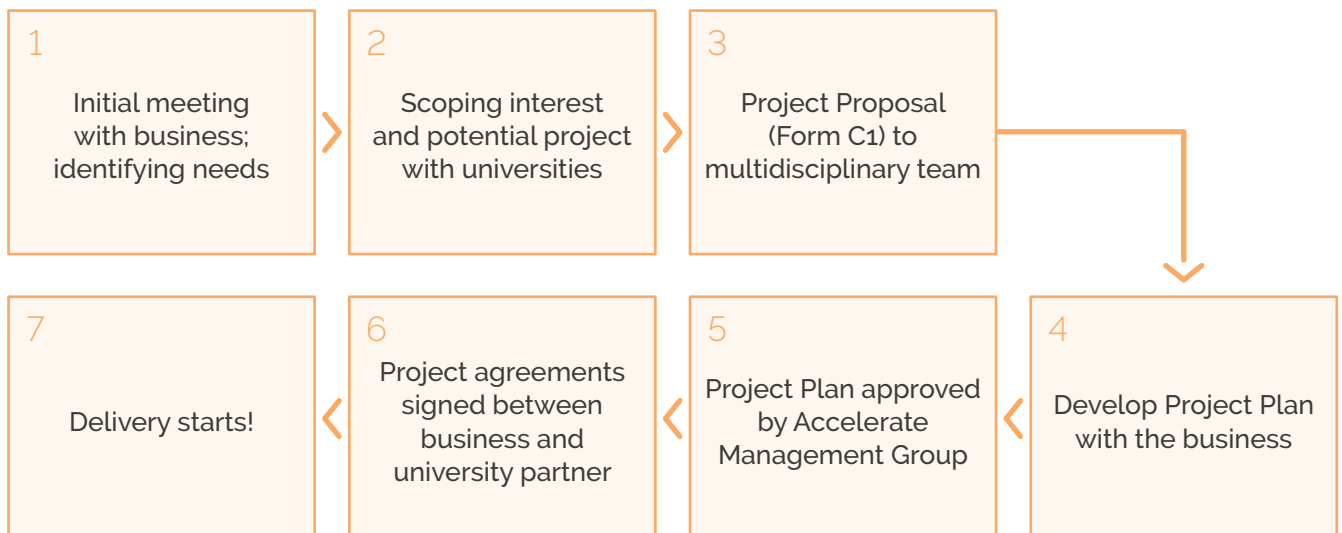 1
Initial meeting
with business;
identifying needs
2
Scoping interest
and potential project
with universities
3
Project Proposal
(Form C1) to
multidisciplinary team
4
Develop Project Plan
with the business
5
Project Plan approved
by Accelerate
Management Group
6
Project agreements
signed between
business and
university partner
7
Delivery starts!